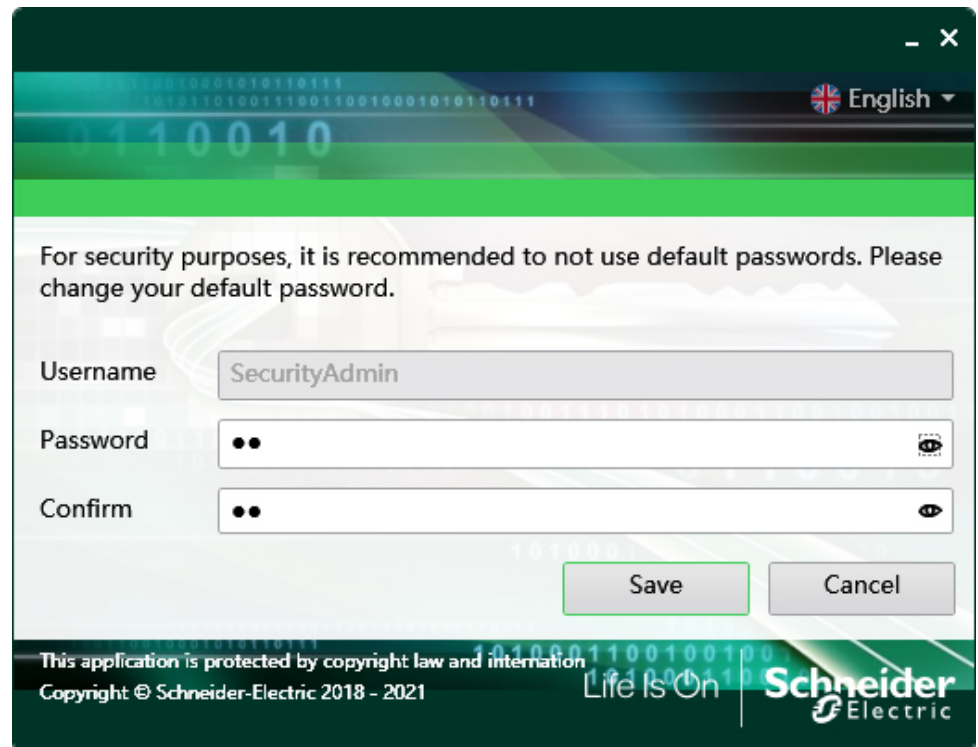 English
0110010
For security purposes, it is recommended to not use default passwords. Please
change your default password.
Username
SecurityAdmin
Password
●●
Confirm
●●
Save
Cancel
This application is protected by copyright law and internation
Copyright © Schneider-Electric 2018 - 2021
Life Is On
Schneider
Electric